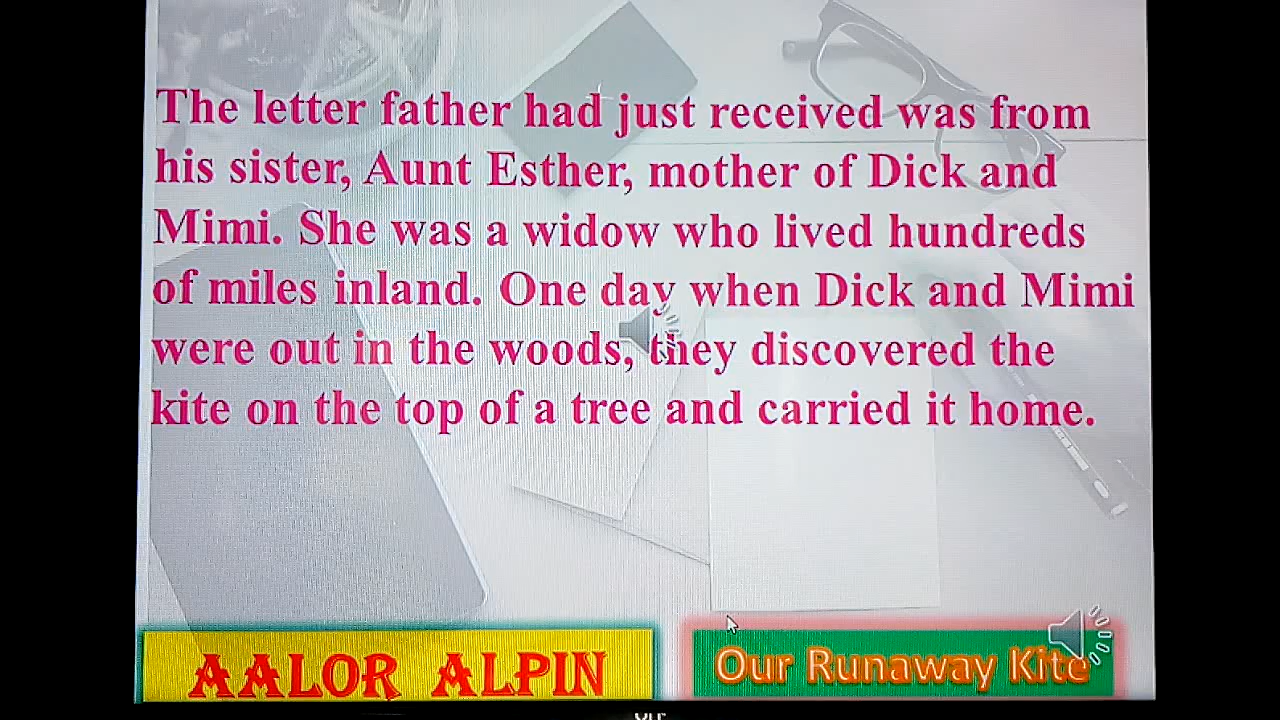 The letter father had just received was from
his sister, Aunt Esther, mother of Dick and
Mimi. She was a widow who lived hundreds
of miles inland. One day when Dick and Mimi
were out in the woods, they discovered the
kite on the top of a tree and carried it home.
AALOR ALPIN
Our Runaway Kite